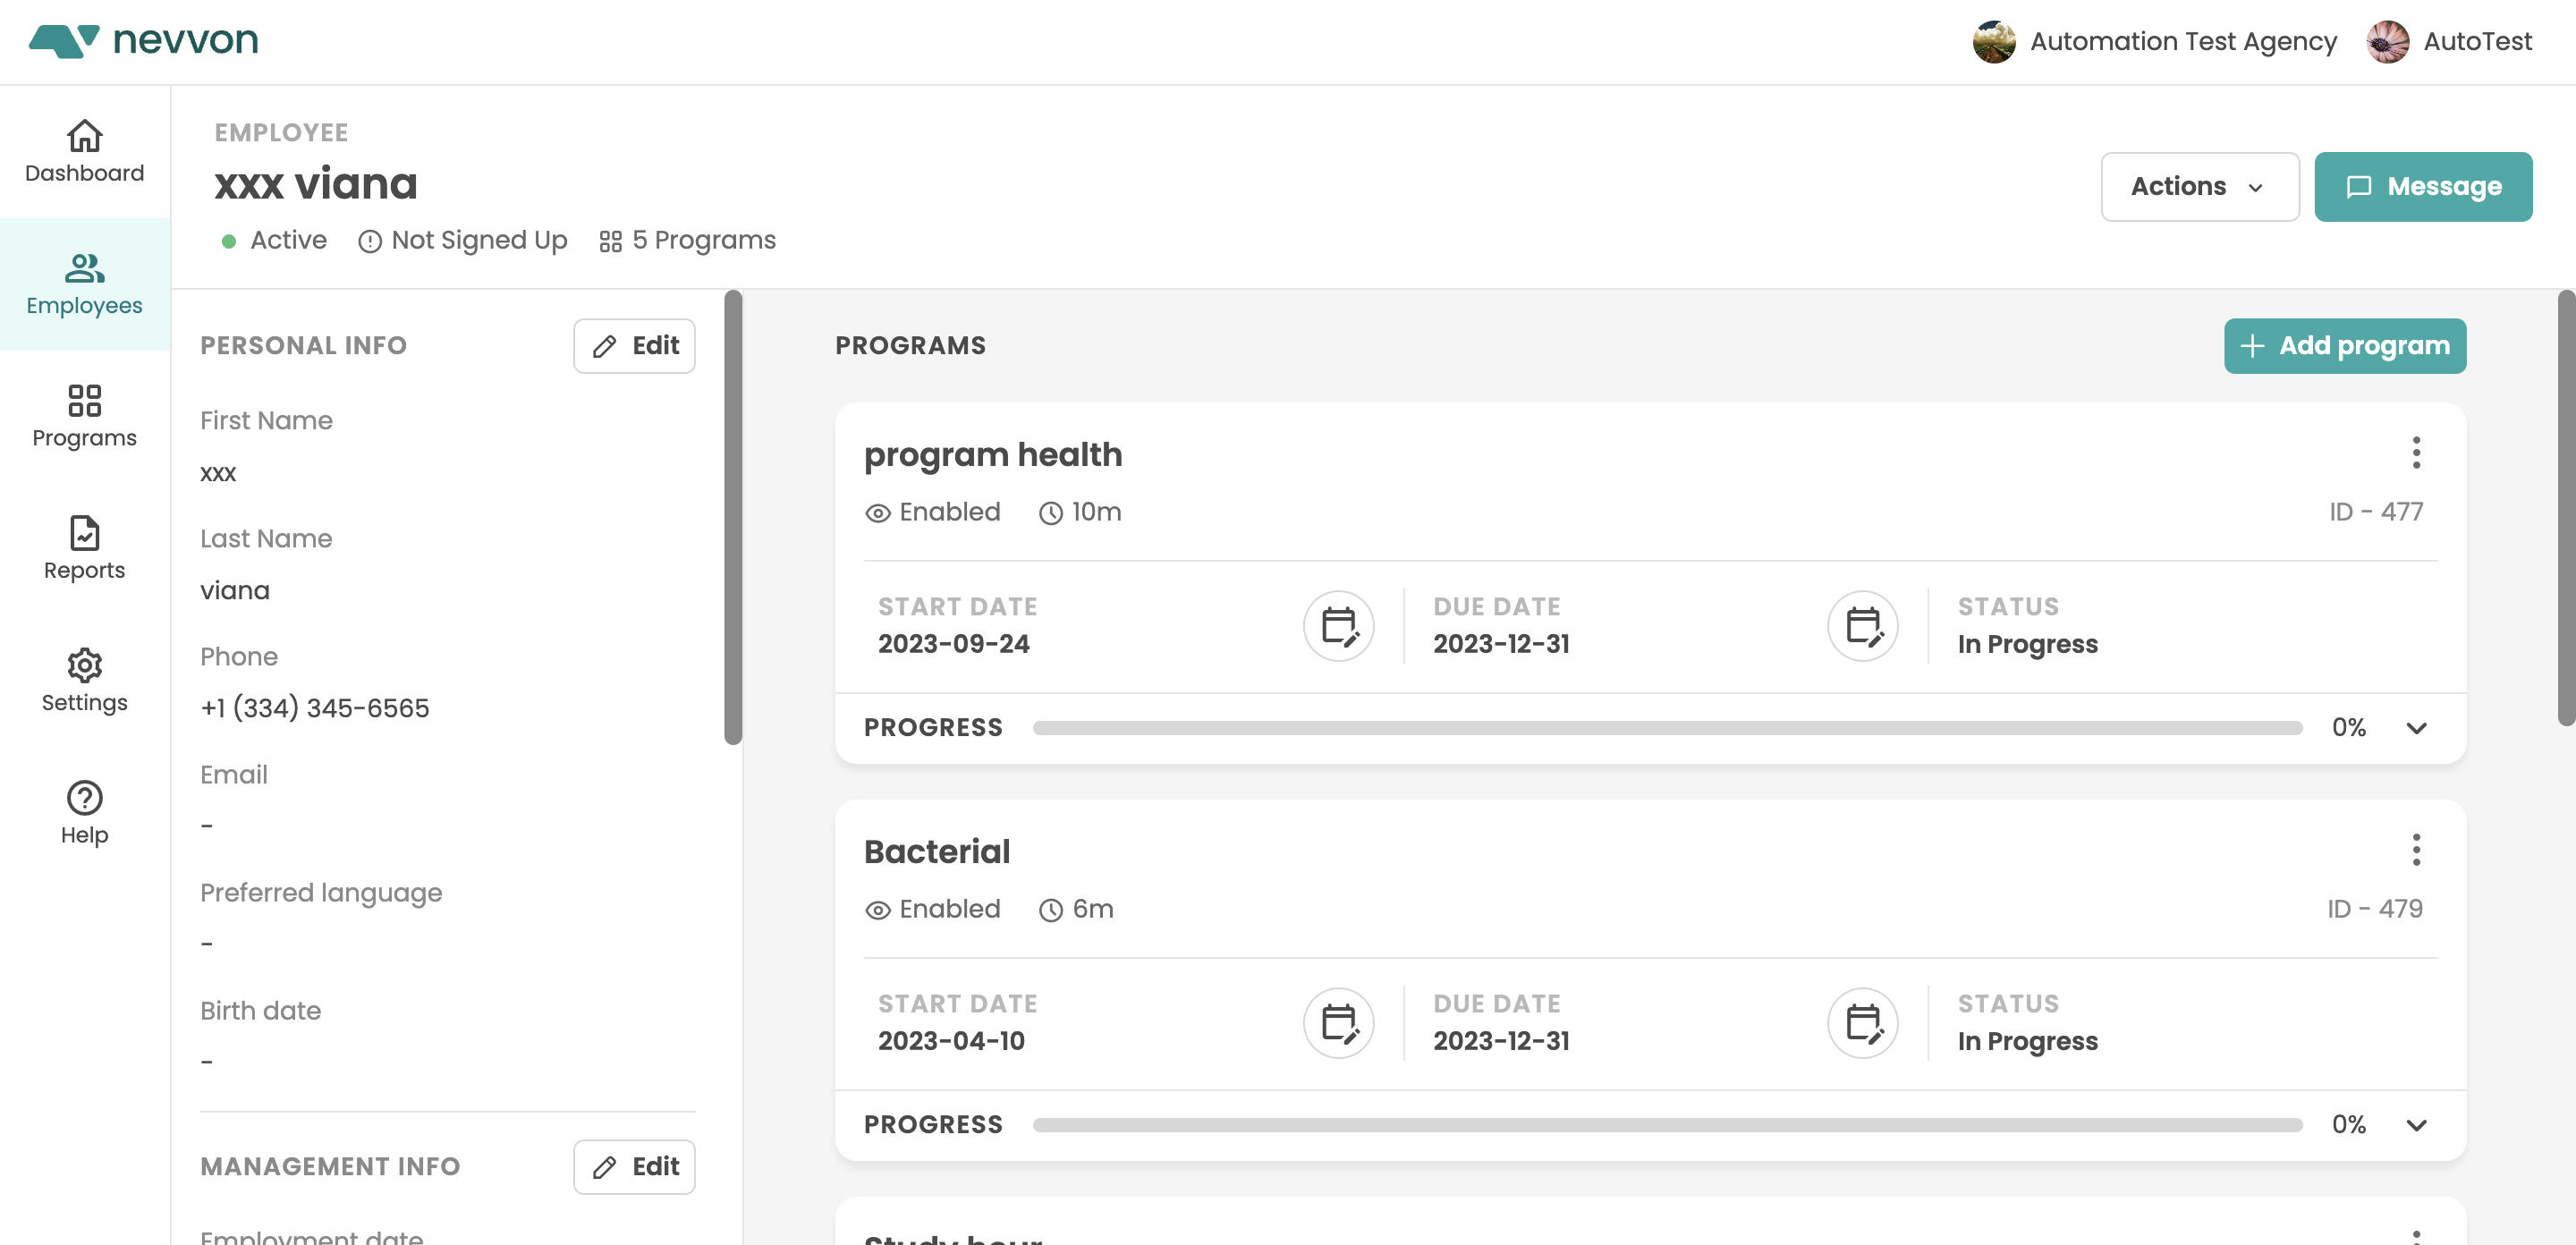 nevvon
Automation Test Agency
AutoTest
Dashboard
Employees
Programs
Reports
Settings
Help
EMPLOYEE
xxx viana
Active Not Signed Up 5 Programs
Actions
Message
PERSONAL INFO
Edit
First Name
xxx
Last Name
viana
Phone
+1 (334) 345-6565
Email
-
Preferred language
-
Birth date
-
MANAGEMENT INFO
Edit
Employment date
PROGRAMS
Add program
program health
Enabled 10m ID - 477
START DATE DUE DATE STATUS
2023-09-24 2023-12-31 In Progress
PROGRESS 0%
Bacterial
Enabled 6m ID - 479
START DATE DUE DATE STATUS
2023-04-10 2023-12-31 In Progress
PROGRESS 0%
Study hour